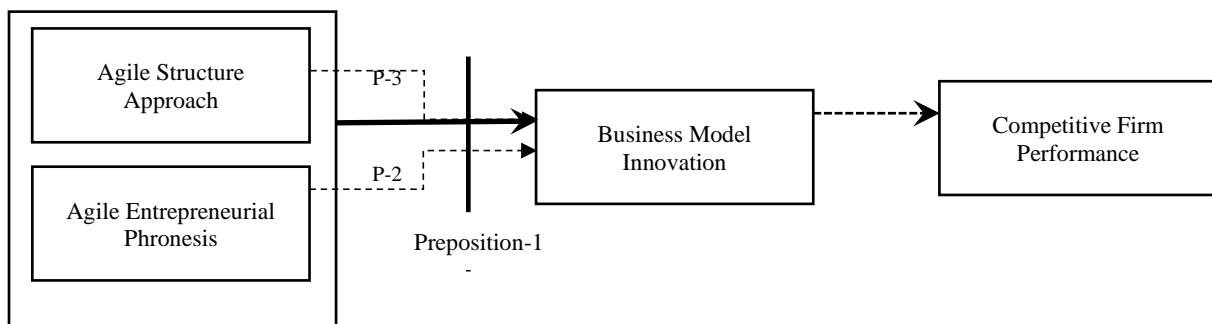 Agile Structure
Approach
P-3
Business Model
Innovation
Competitive Firm
Performance
P-2
Agile Entrepreneurial
Phronesis
Preposition-1
-